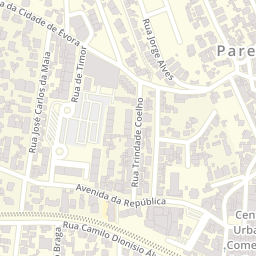 a da Cidade de Évora
Rua Jorge Alves
Pare
Rua José Carlos da Maia
Rua de Timor
Rua Trindade Coelho
Avenida da República
Rua Camilo Dionísio Al
Braga
Cen
Urba
Come